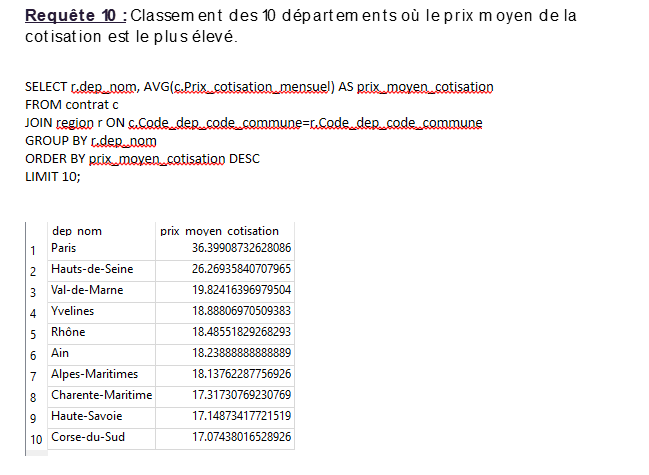 Requête 10 : Classement des 10 départements où le prix moyen de la
cotisation est le plus élevé.
SELECT r.dep_nom, AVG(c.Prix_cotisation_mensuel) AS prix_moyen_cotisation
FROM contrat c
JOIN region r ON c.Code_dep_code_commune=r.Code_dep_code_commune
GROUP BY r.dep_nom
ORDER BY prix_moyen_cotisation DESC
LIMIT 10;
dep nom prix moyen cotisation
1 Paris 36.39908732628086
2 Hauts-de-Seine 26.26935840707965
3 Val-de-Marne 19.82416396979504
4 Yvelines 18.88806970509383
5 Rhône 18.48551829268293
6 Ain 18.23888888888889
7 Alpes-Maritimes 18.13762287756926
8 Charente-Maritime 17.31730769230769
9 Haute-Savoie 17.14873417721519
10 Corse-du-Sud 17.07438016528926